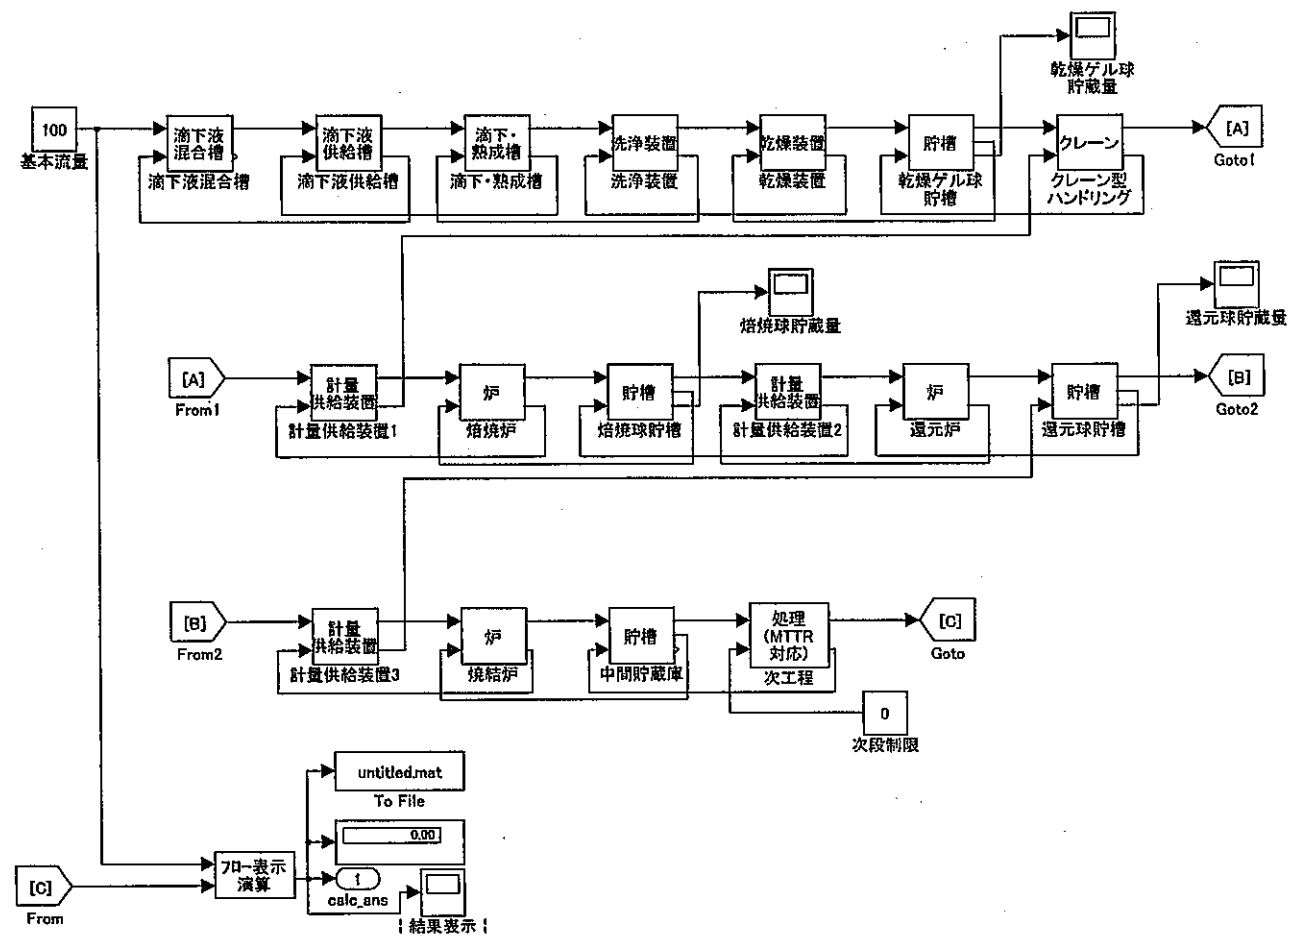 乾燥ゲル球
貯蔵量
100
基本流量
滴下液
混合槽
滴下液混合槽
滴下液
供給槽
滴下液供給槽
滴下・
熟成槽
滴下・熟成槽
洗浄装置
洗浄装置
乾燥装置
乾燥装置
貯槽
乾燥ゲル球
貯槽
クレーン
クレーン型
ハンドリング
[A]
Goto1
焙焼球貯蔵量
還元球貯蔵量
[A]
From1
計量
供給装置
計量供給装置1
炉
焙焼炉
貯槽
焙焼球貯槽
計量
供給装置
計量供給装置2
炉
還元炉
貯槽
還元球貯槽
[B]
Goto2
[B]
From2
計量
供給装置
計量供給装置3
炉
焼結炉
貯槽
中間貯蔵庫
処理
(MTTR
対応)
次工程
[C]
Goto
0
次段制限
untitled.mat
To File
0.00
[C]
From
フロー表示
演算
1
calc_ans
結果表示